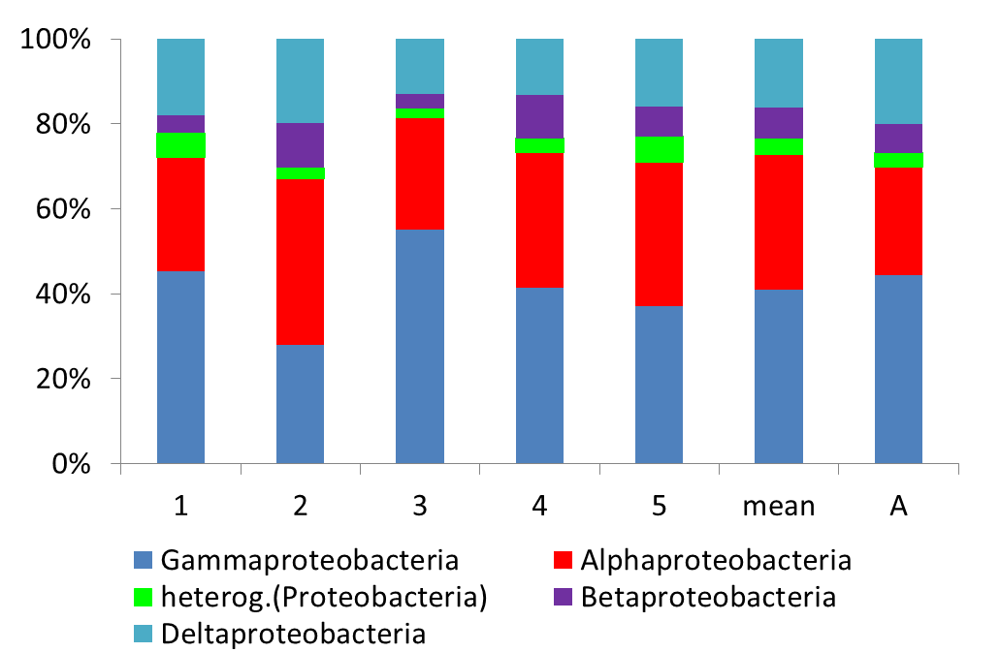 100%
80%
60%
40%
20%
0%
1 2 3 4 5 mean A
Gammaproteobacteria Alphaproteobacteria
heterog.(Proteobacteria) Betaproteobacteria
Deltaproteobacteria